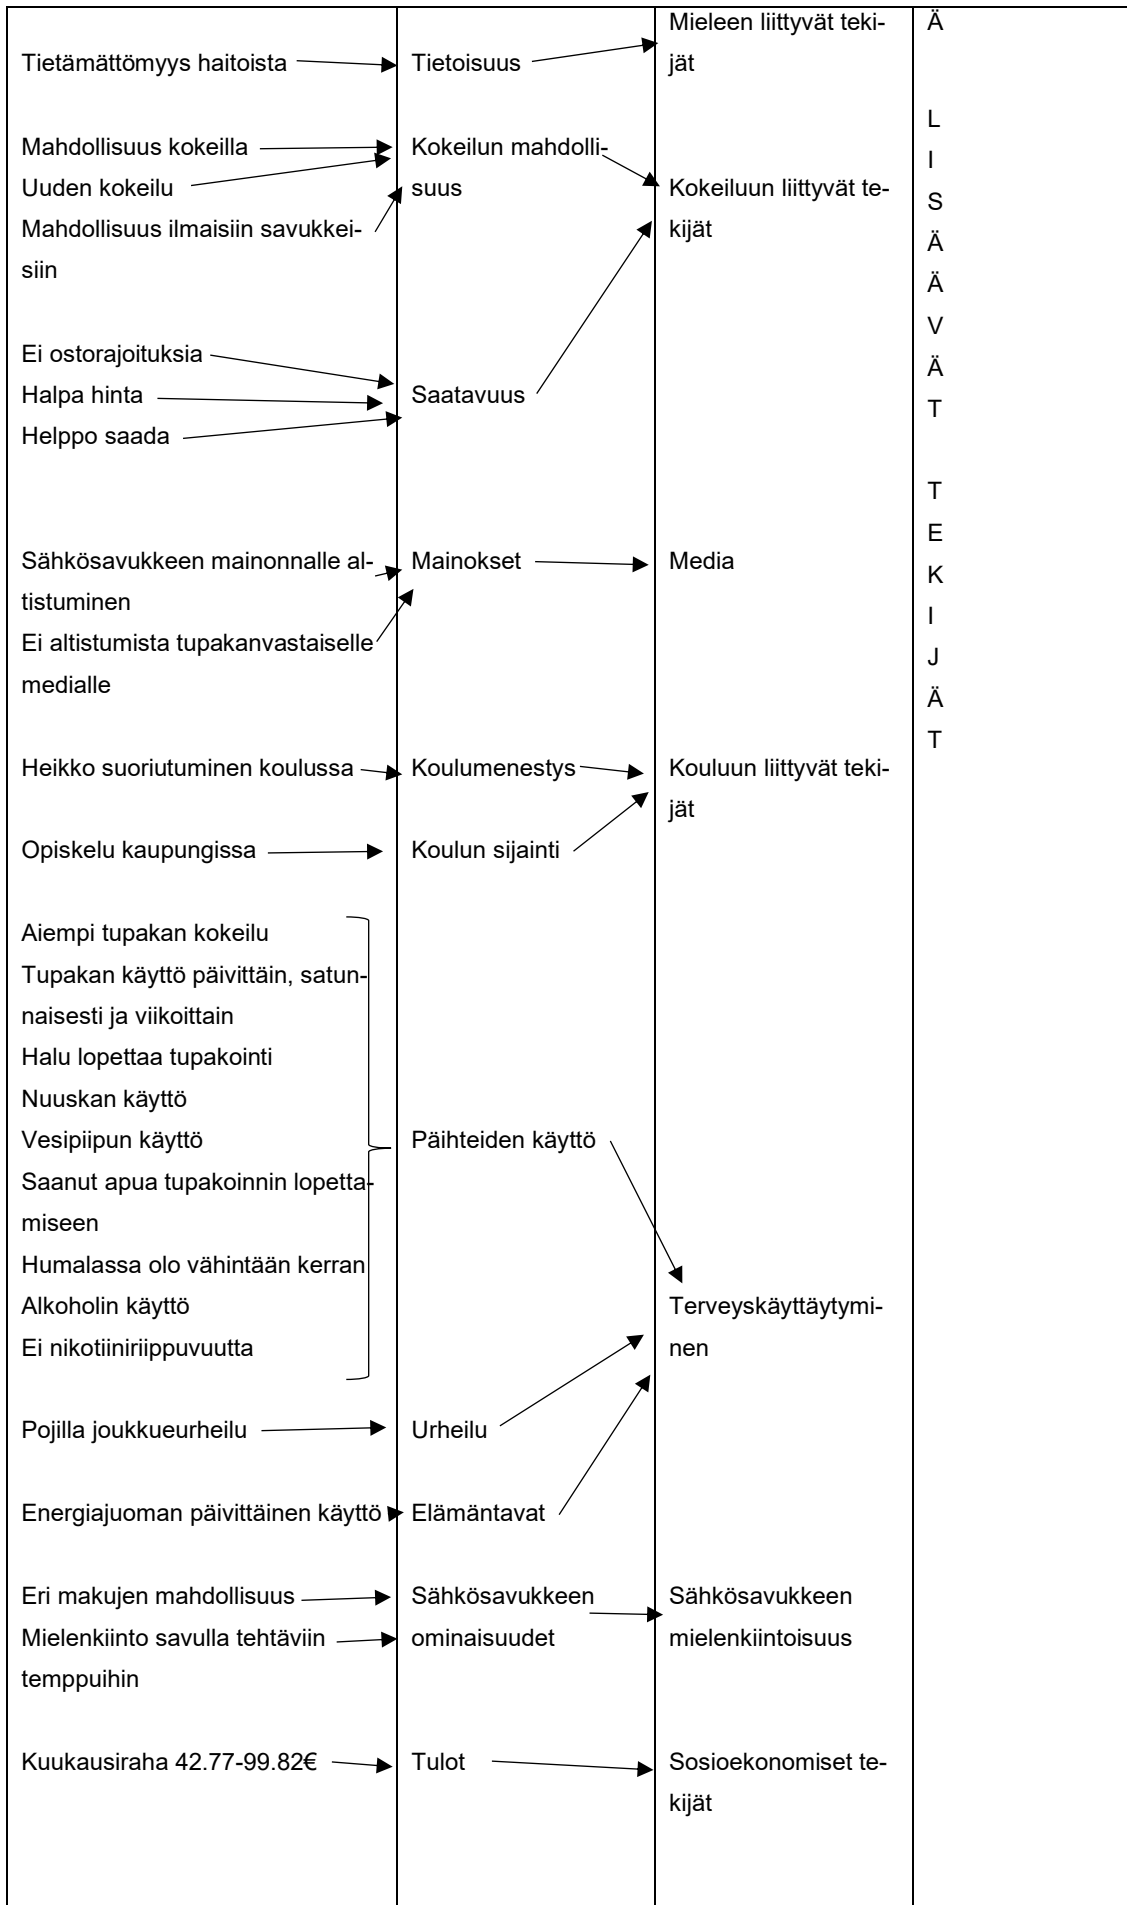 Tietämättömyys haitoista
Mahdollisuus kokeilla
Uuden kokeilu
Mahdollisuus ilmaisiin savukkei-
siin
Ei ostorajoituksia
Halpa hinta
Helppo saada
Sähkösavukkeen mainonnalle al-
tistuminen
Ei altistumista tupakanvastaiselle
medialle
Heikko suoriutuminen koulussa
Opiskelu kaupungissa
Aiempi tupakan kokeilu
Tupakan käyttö päivittäin, satun-
naisesti ja viikoittain
Halu lopettaa tupakointi
Nuuskan käyttö
Vesipiipun käyttö
Saanut apua tupakoinnin lopetta-
miseen
Humalassa olo vähintään kerran
Alkoholin käyttö
Ei nikotiiniriippuvuutta
Pojilla joukkueurheilu
Energiajuoman päivittäinen käyttö
Eri makujen mahdollisuus
Mielenkiinto savulla tehtäviin
temppuihin
Kuukausiraha 42.77-99.82€
Tietoisuus
Kokeilun mahdolli-
suus
Saatavuus
Mainokset
Koulumenestys
Koulun sijainti
Päihteiden käyttö
Urheilu
Elämäntavat
Sähkösavukkeen
ominaisuudet
Tulot
Mieleen liittyvät teki-
jät
Kokeiluun liittyvät te-
kijät
Media
Kouluun liittyvät teki-
jät
Terveyskäyttäytymi-
nen
Sähkösavukkeen
mielenkiintoisuus
Sosioekonomiset te-
kijät
Ä
L
I
S
Ä
Ä
V
Ä
T
T
E
K
I
J
Ä
T